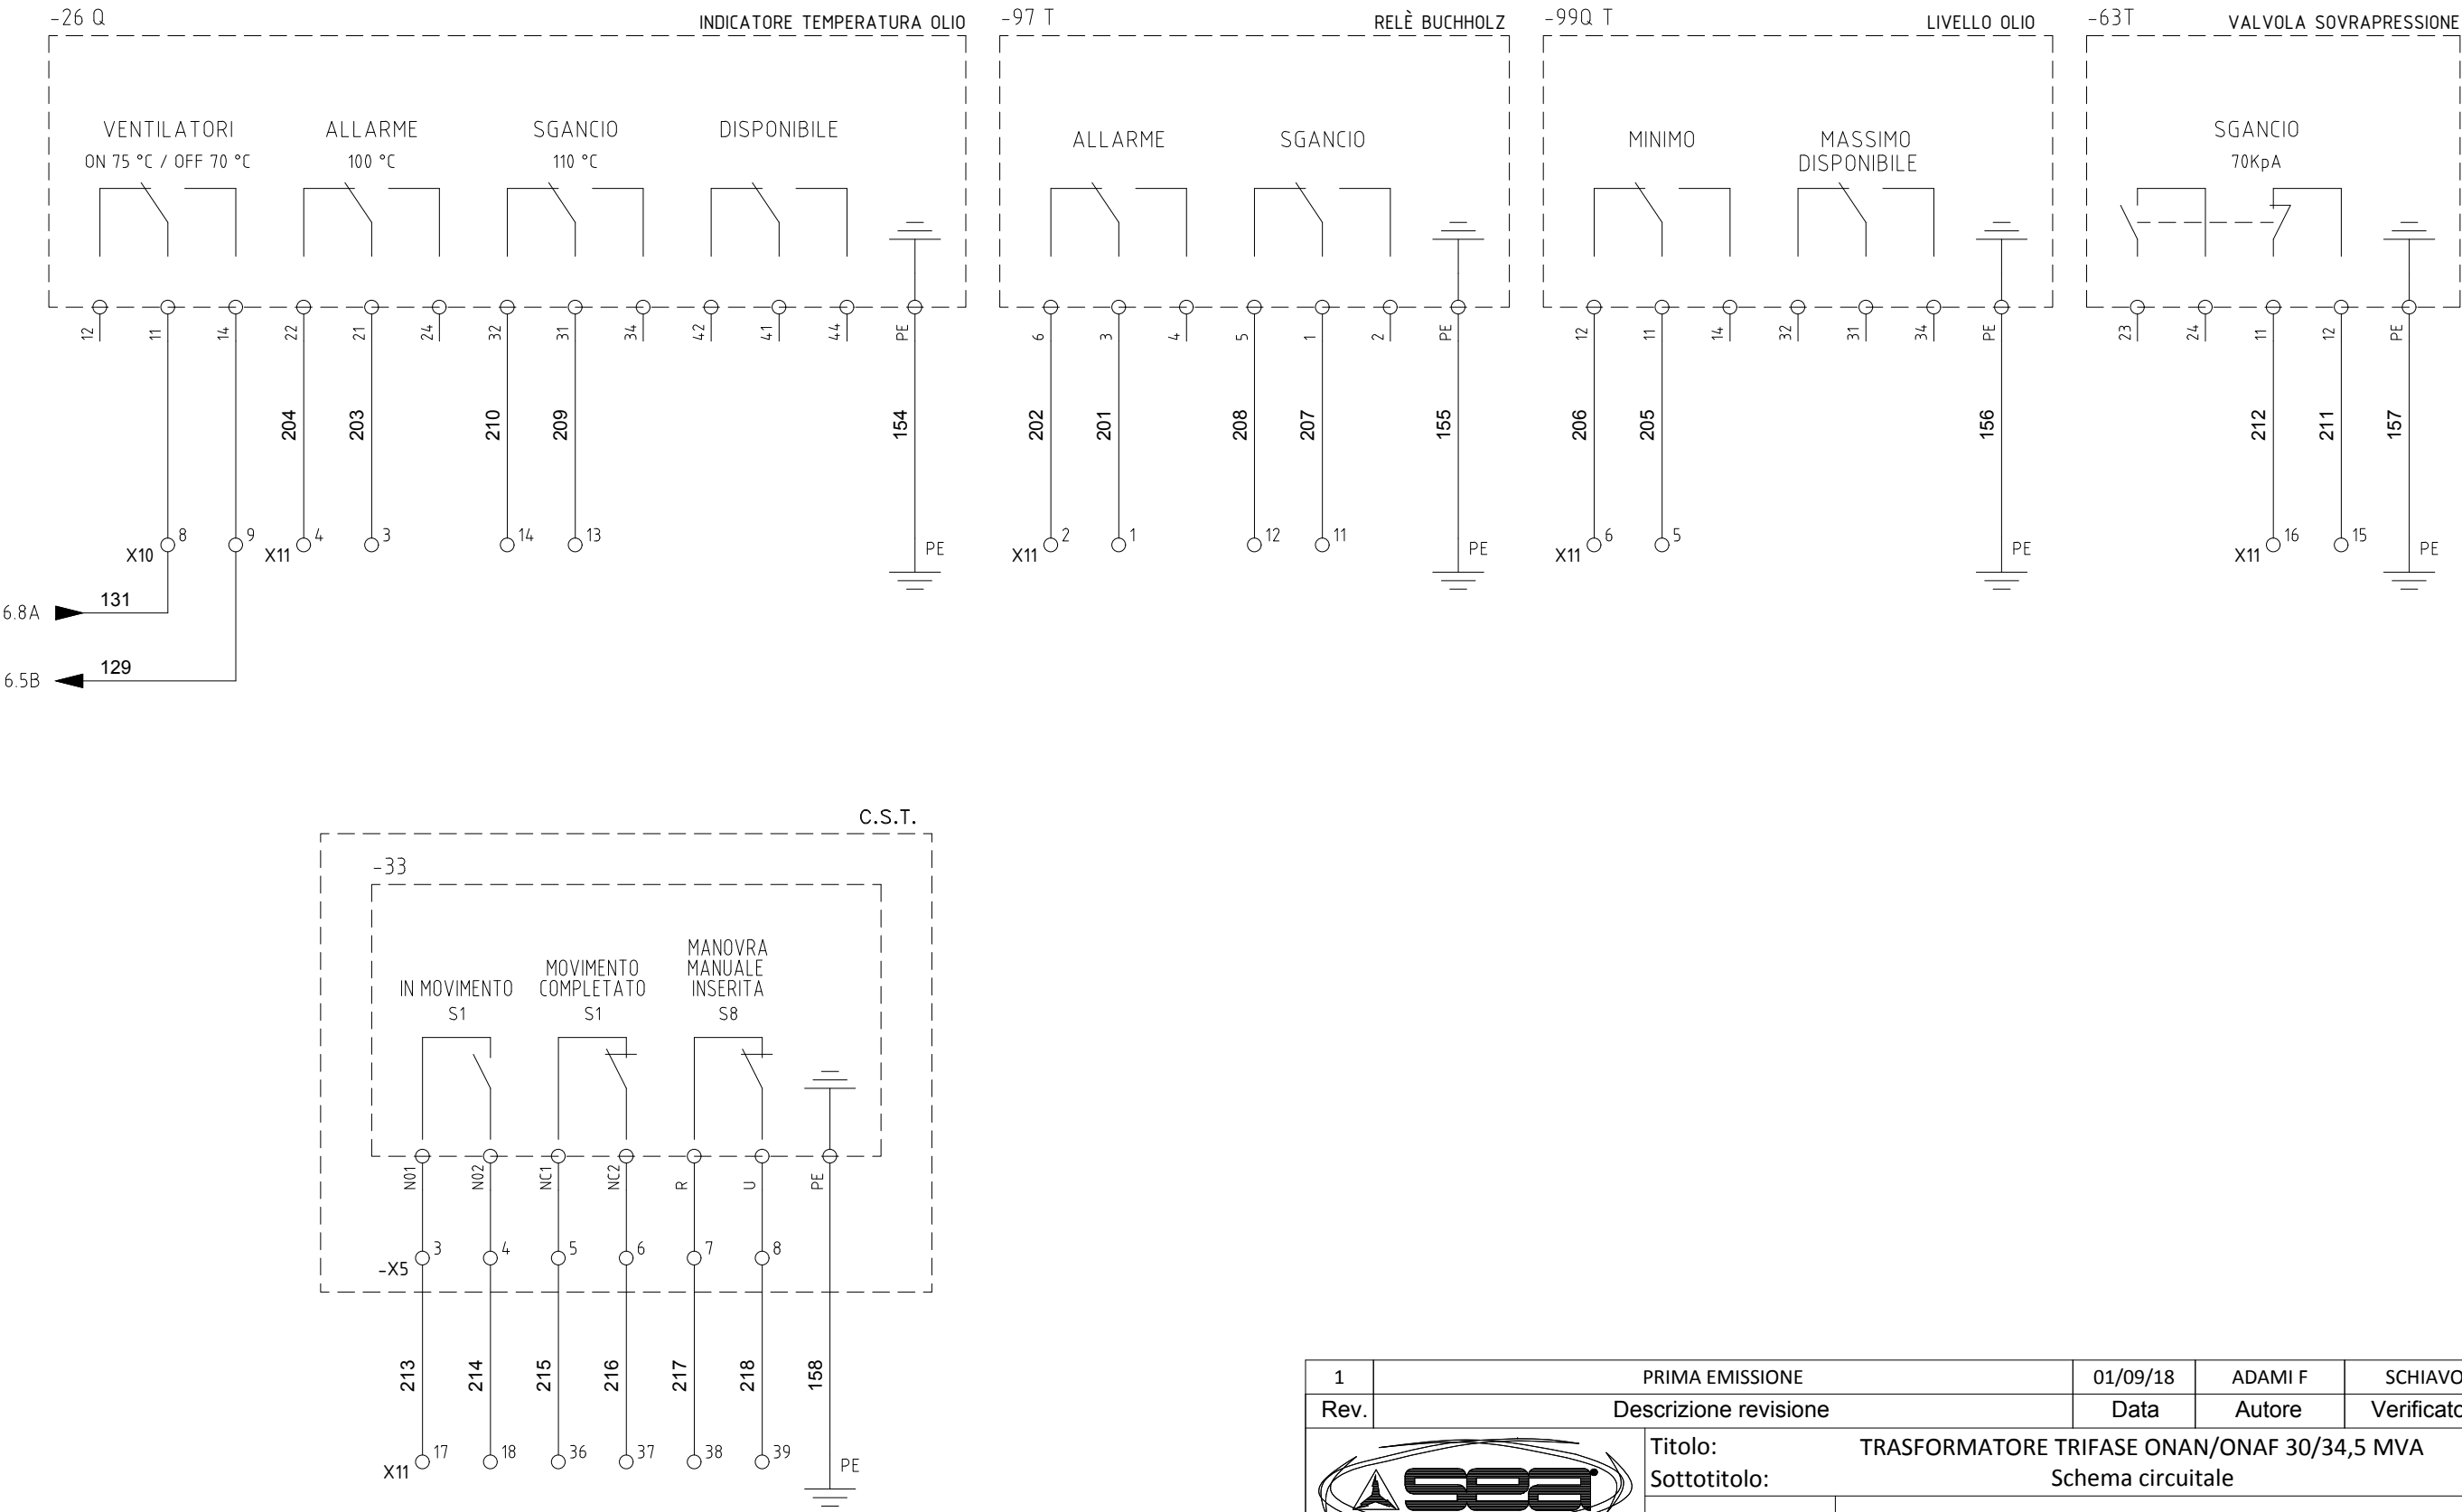 -26 Q
INDICATORE TEMPERATURA OLIO
-97 T
RELÈ BUCHHOLZ
-99Q T
LIVELLO OLIO
-63T
VALVOLA SOVRAPRESSIONE
VENTILATORI
ON 75 °C / OFF 70 °C
ALLARME
100 °C
SGANCIO
110 °C
DISPONIBILE
ALLARME
SGANCIO
MINIMO
MASSIMO
DISPONIBILE
SGANCIO
70KpA
12 11 14 22 21 24 32 31 34 42 41 44 PE
6 3 4 5 1 2 PE
12 11 14 32 31 34 PE
23 24 11 12 PE
204 203 210 209 154
202 201 208 207 155
206 205 156
212 211 157
X10 8 9 X11 4 3 14 13 PE
X11 2 1 12 11 PE
X11 6 5 PE
X11 16 15 PE
6.8A 131
6.5B 129
C.S.T.
-33
IN MOVIMENTO
S1
MOVIMENTO
COMPLETATO
S1
MANOVRA
MANUALE
INSERITA
S8
NO1 NO2 NC1 NC2 R U PE
-X5 3 4 5 6 7 8
213 214 215 216 217 218 158
X11 17 18 36 37 38 39 PE
1 PRIMA EMISSIONE 01/09/18 ADAMI F SCHIAVO
Rev. Descrizione revisione Data Autore Verificato
sea
Titolo: TRASFORMATORE TRIFASE ONAN/ONAF 30/34,5 MVA
Sottotitolo: Schema circuitale